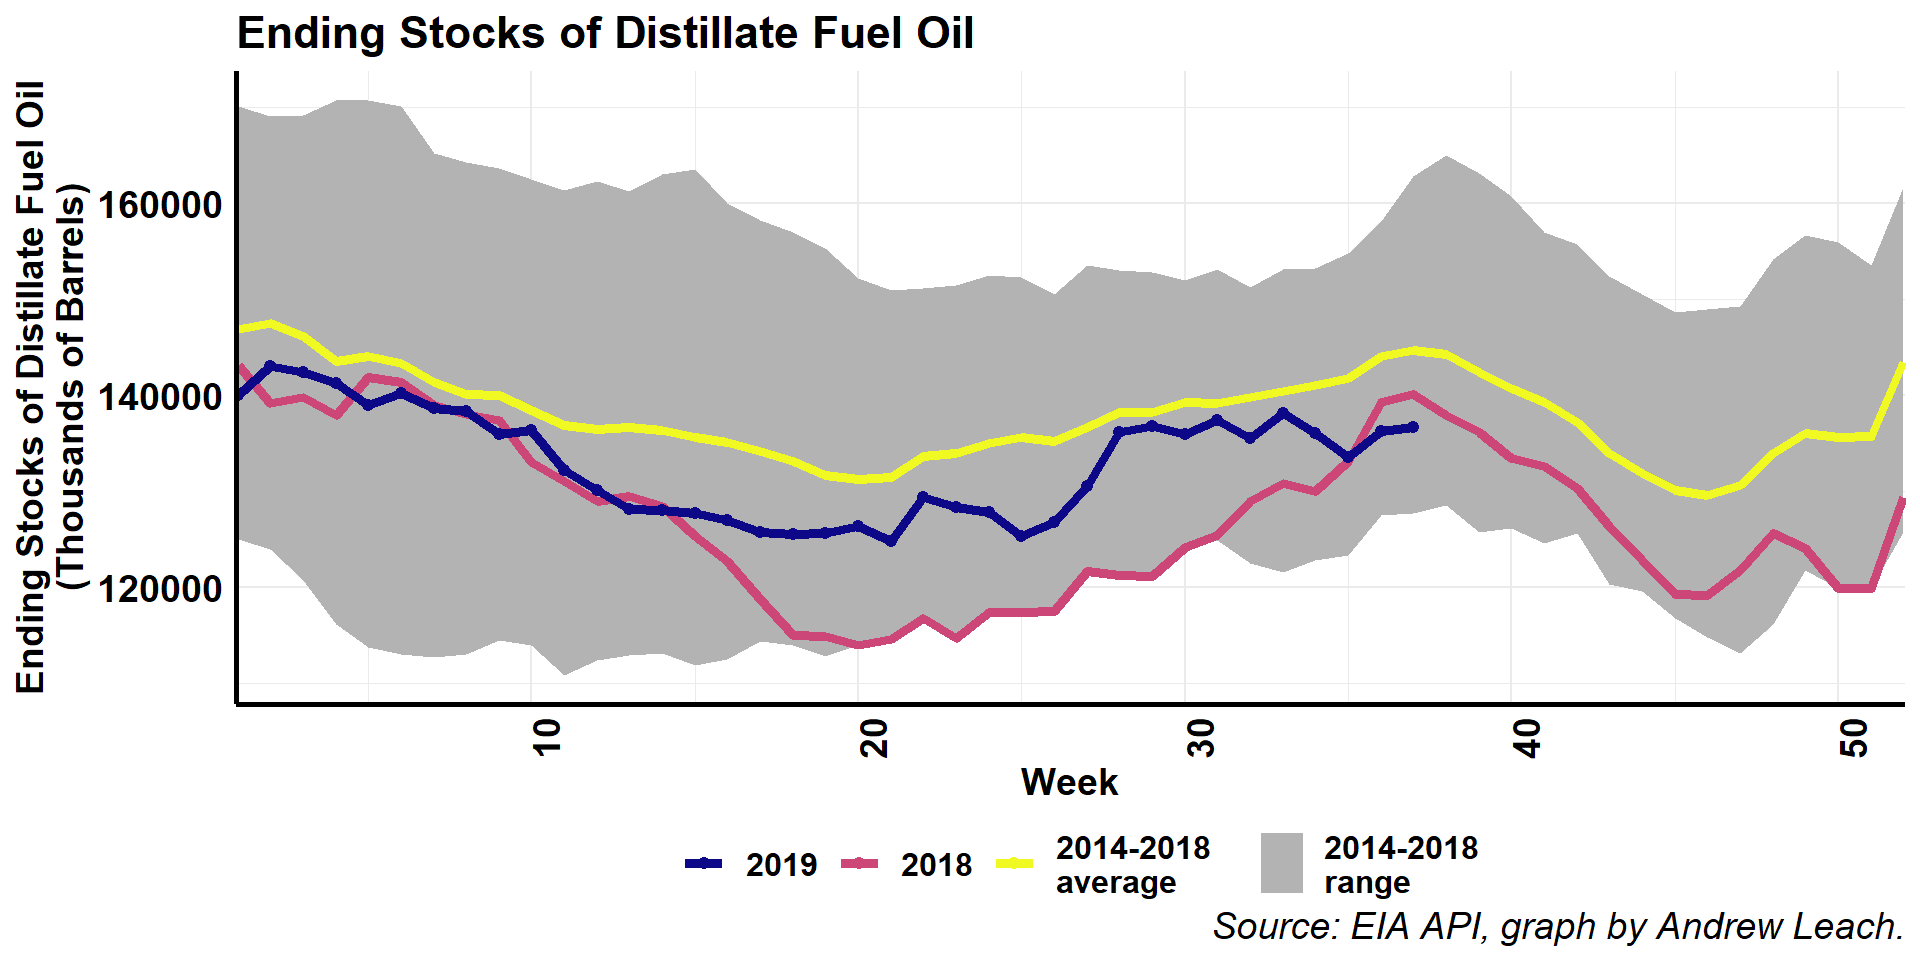 Ending Stocks of Distillate Fuel Oil
Ending Stocks of Distillate Fuel Oil
(Thousands of Barrels)
160000
140000
120000
10
20
30
40
50
Week
2019
2018
2014-2018
average
2014-2018
range
Source: EIA API, graph by Andrew Leach.